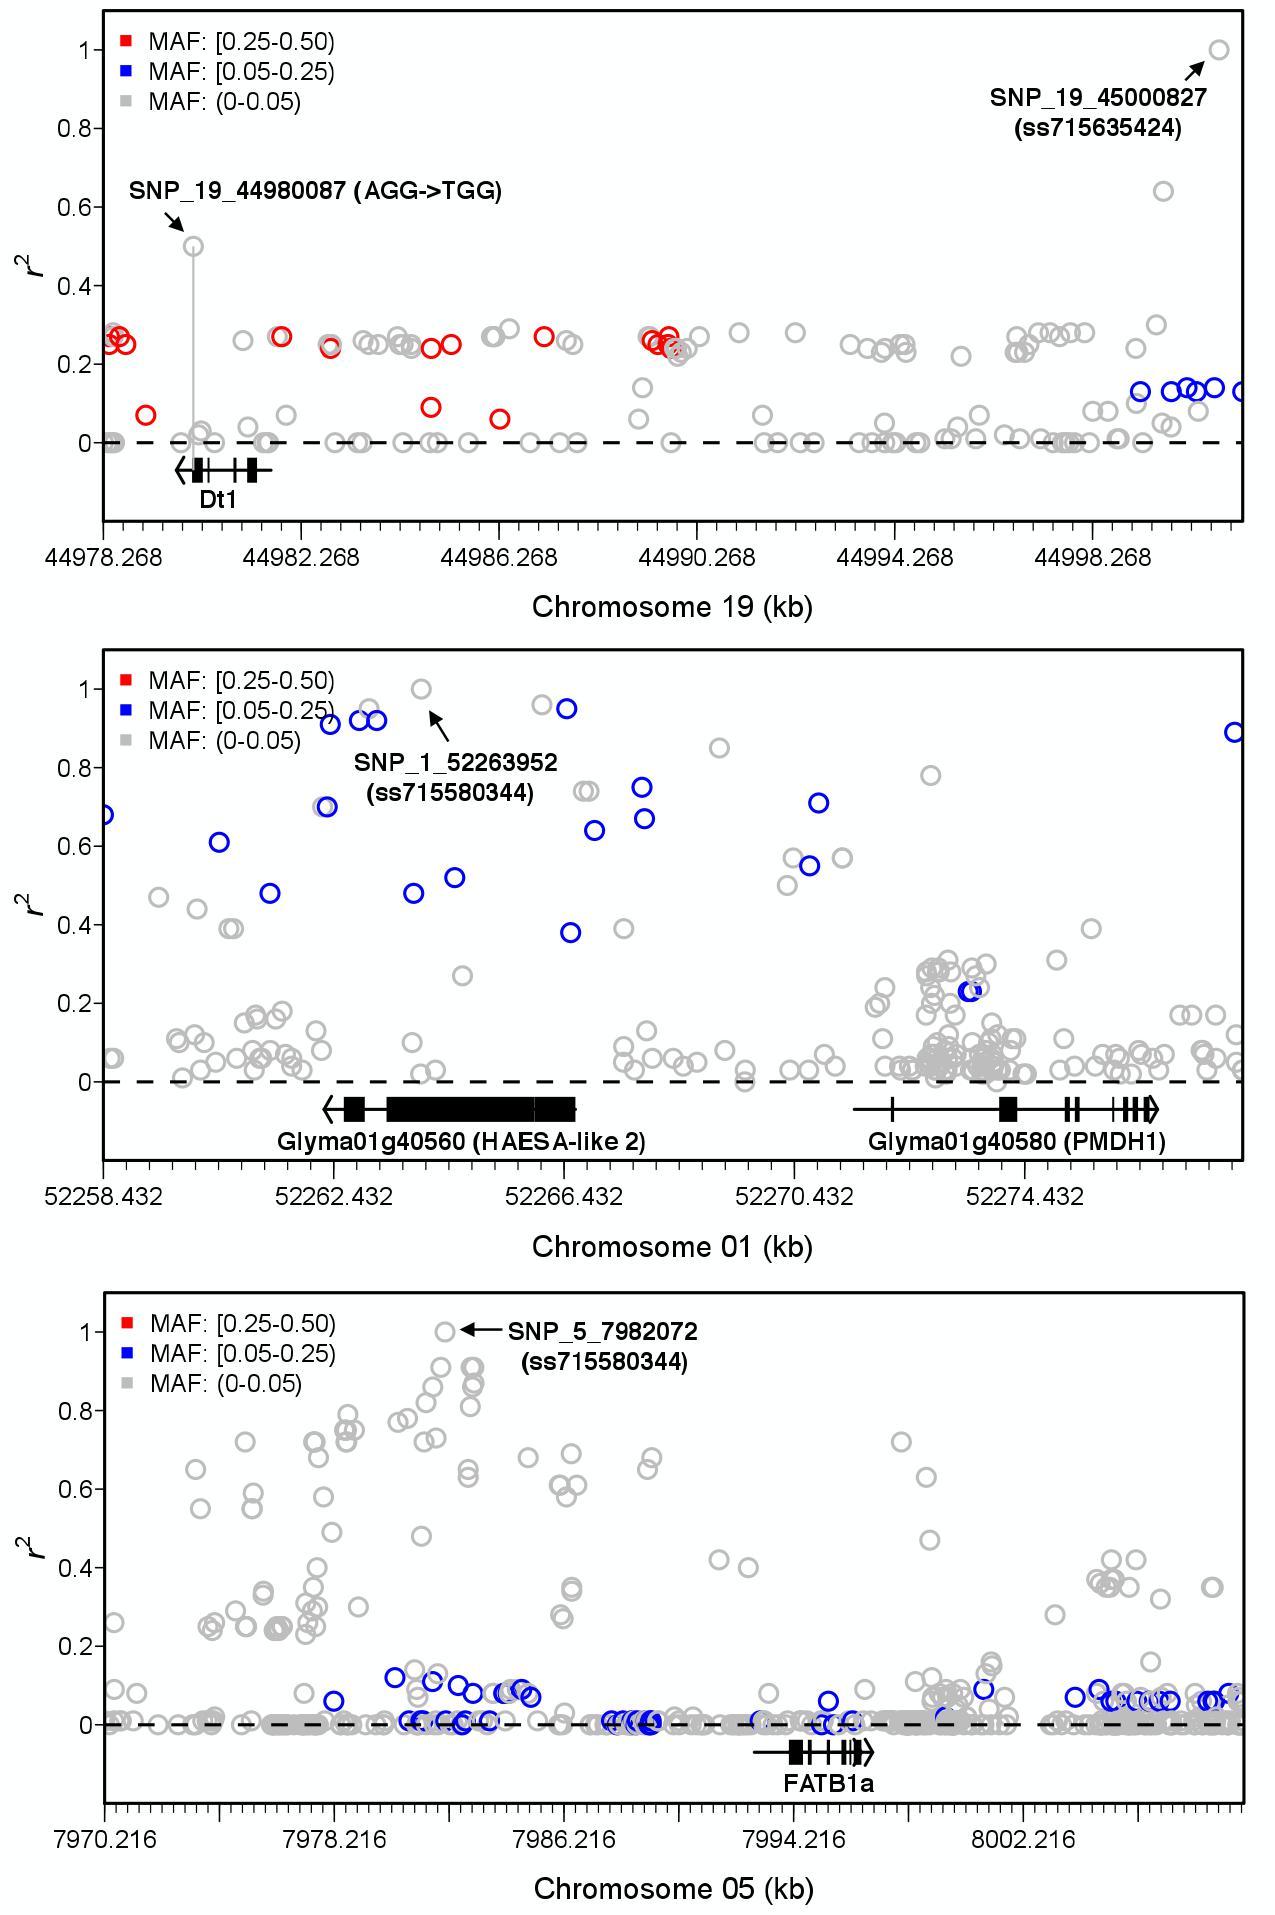 MAF: [0.25-0.50)
MAF: [0.05-0.25)
MAF: (0-0.05)
SNP_19_45000827
(ss715635424)
SNP_19_44980087 (AGG->TGG)
1
0.8
0.6
0.4
0.2
0
r2
Dt1
44978.268 44982.268 44986.268 44990.268 44994.268 44998.268
Chromosome 19 (kb)
MAF: [0.25-0.50)
MAF: [0.05-0.25)
MAF: (0-0.05)
SNP_1_52263952
(ss715580344)
1
0.8
0.6
0.4
0.2
0
r2
Glyma01g40560 (HAESA-like 2) Glyma01g40580 (PMDH1)
52258.432 52262.432 52266.432 52270.432 52274.432
Chromosome 01 (kb)
MAF: [0.25-0.50)
MAF: [0.05-0.25)
MAF: (0-0.05)
SNP_5_7982072
(ss715580344)
1
0.8
0.6
0.4
0.2
0
r2
FATB1a
7970.216 7978.216 7986.216 7994.216 8002.216
Chromosome 05 (kb)